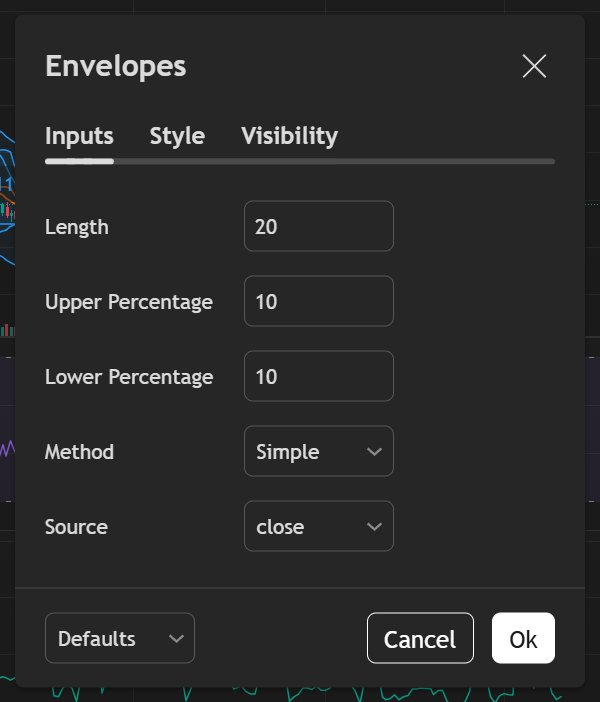 Envelopes
Inputs Style Visibility
Length 20
Upper Percentage 10
Lower Percentage 10
Method Simple
Source close
Defaults Cancel Ok